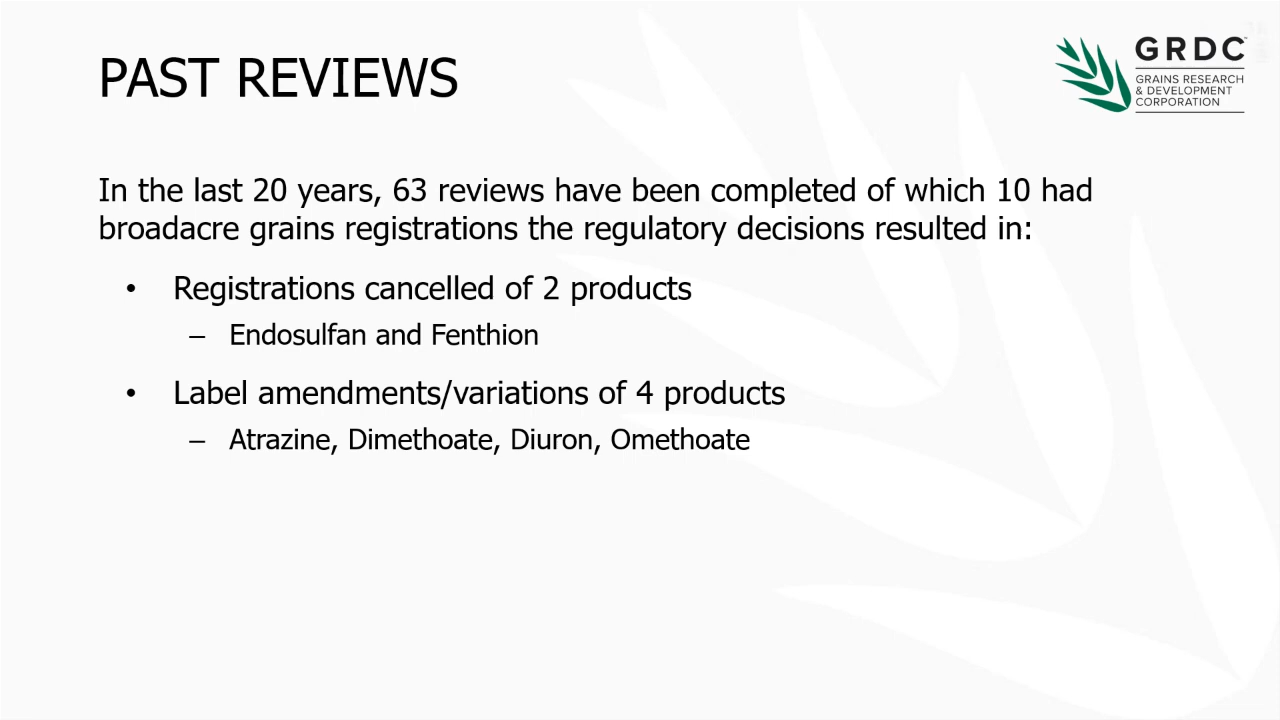 PAST REVIEWS
GRDC™
GRAINS RESEARCH
& DEVELOPMENT
CORPORATION
In the last 20 years, 63 reviews have been completed of which 10 had
broadacre grains registrations the regulatory decisions resulted in:
• Registrations cancelled of 2 products
– Endosulfan and Fenthion
• Label amendments/variations of 4 products
– Atrazine, Dimethoate, Diuron, Omethoate